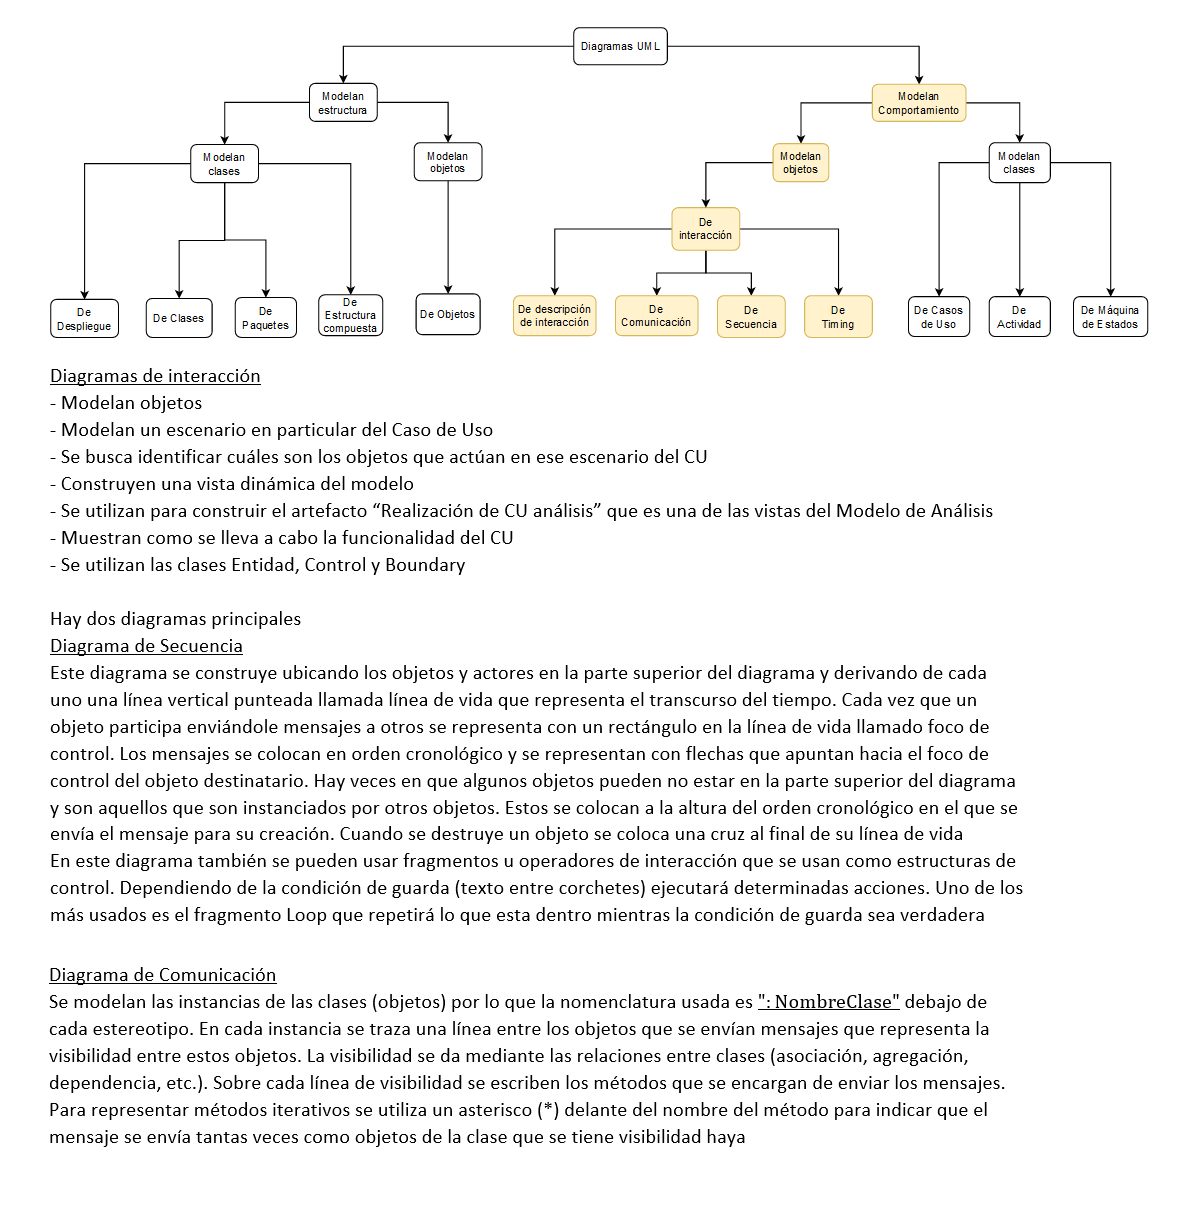 Diagramas UML
Modelan
estructura
Modelan
Comportamiento
Modelan
clases
Modelan
objetos
Modelan
objetos
Modelan
clases
De
interacción
De
Despliegue
De Clases
De
Paquetes
De
Estructura
compuesta
De Objetos
De descripción
de interacción
De
Comunicación
De
Secuencia
De
Timing
De Casos
de Uso
De
Actividad
De Máquina
de Estados
Diagramas de interacción
- Modelan objetos
- Modelan un escenario en particular del Caso de Uso
- Se busca identificar cuáles son los objetos que actúan en ese escenario del CU
- Construyen una vista dinámica del modelo
- Se utilizan para construir el artefacto “Realización de CU análisis” que es una de las vistas del Modelo de Análisis
- Muestran como se lleva a cabo la funcionalidad del CU
- Se utilizan las clases Entidad, Control y Boundary
Hay dos diagramas principales
Diagrama de Secuencia
Este diagrama se construye ubicando los objetos y actores en la parte superior del diagrama y derivando de cada
uno una línea vertical punteada llamada línea de vida que representa el transcurso del tiempo. Cada vez que un
objeto participa enviándole mensajes a otros se representa con un rectángulo en la línea de vida llamado foco de
control. Los mensajes se colocan en orden cronológico y se representan con flechas que apuntan hacia el foco de
control del objeto destinatario. Hay veces en que algunos objetos pueden no estar en la parte superior del diagrama
y son aquellos que son instanciados por otros objetos. Estos se colocan a la altura del orden cronológico en el que se
envía el mensaje para su creación. Cuando se destruye un objeto se coloca una cruz al final de su línea de vida
En este diagrama también se pueden usar fragmentos u operadores de interacción que se usan como estructuras de
control. Dependiendo de la condición de guarda (texto entre corchetes) ejecutará determinadas acciones. Uno de los
más usados es el fragmento Loop que repetirá lo que esta dentro mientras la condición de guarda sea verdadera
Diagrama de Comunicación
Se modelan las instancias de las clases (objetos) por lo que la nomenclatura usada es ": NombreClase" debajo de
cada estereotipo. En cada instancia se traza una línea entre los objetos que se envían mensajes que representa la
visibilidad entre estos objetos. La visibilidad se da mediante las relaciones entre clases (asociación, agregación,
dependencia, etc.). Sobre cada línea de visibilidad se escriben los métodos que se encargan de enviar los mensajes.
Para representar métodos iterativos se utiliza un asterisco (*) delante del nombre del método para indicar que el
mensaje se envía tantas veces como objetos de la clase que se tiene visibilidad haya